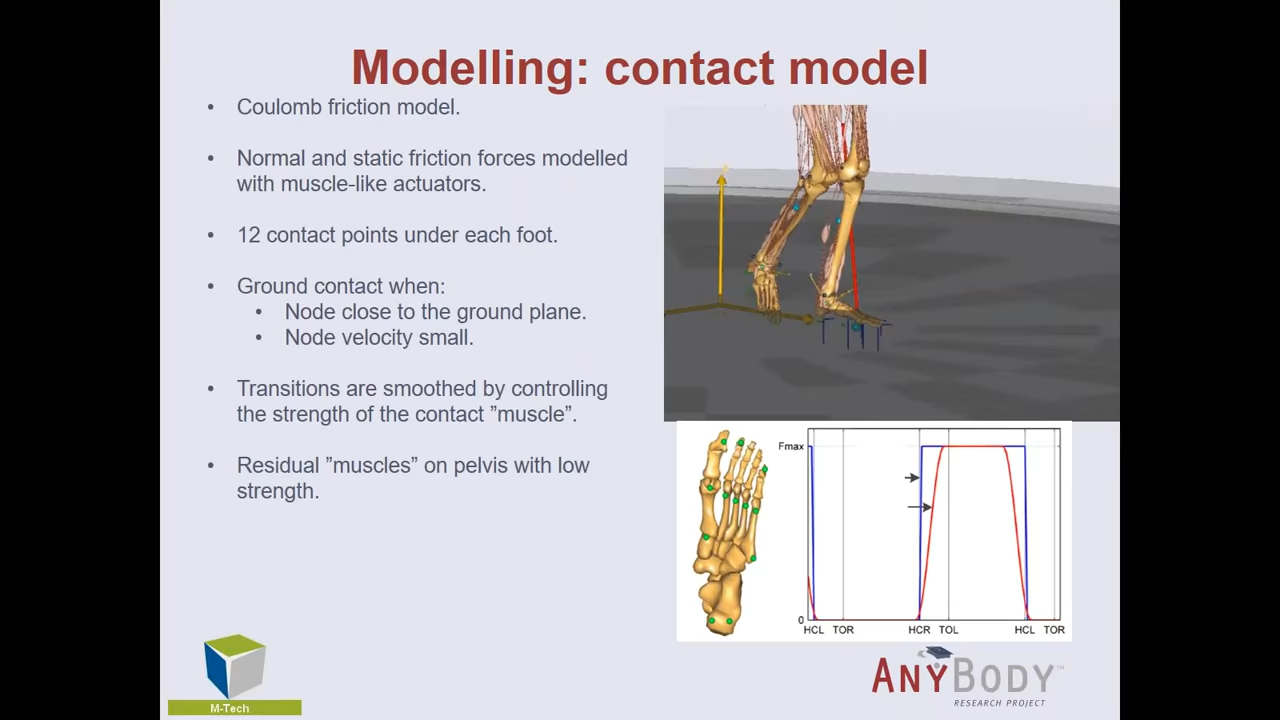 Modelling: contact model
• Coulomb friction model.
• Normal and static friction forces modelled
with muscle-like actuators.
• 12 contact points under each foot.
• Ground contact when:
• Node close to the ground plane.
• Node velocity small.
• Transitions are smoothed by controlling
the strength of the contact ”muscle”.
• Residual ”muscles” on pelvis with low
strength.
Fmax
0
HCL TOR HCR TOL HCL TOR
M-Tech
ANYBODY™
RESEARCH PROJECT